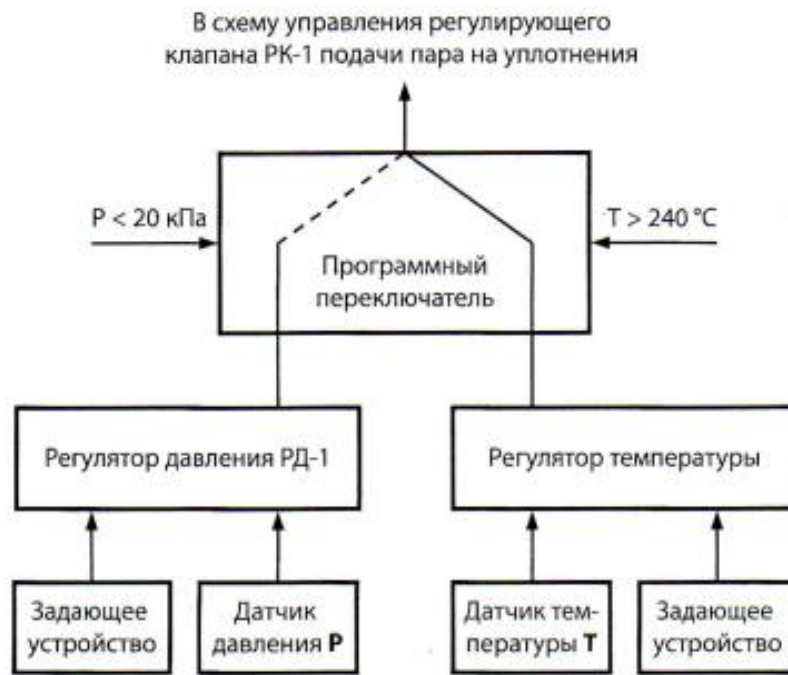 В схему управления регулирующего
клапана РК-1 подачи пара на уплотнения
P < 20 кПа
T > 240 °C
Программный
переключатель
Регулятор давления РД-1
Регулятор температуры
Задающее
устройство
Датчик
давления P
Датчик тем-
пературы T
Задающее
устройство